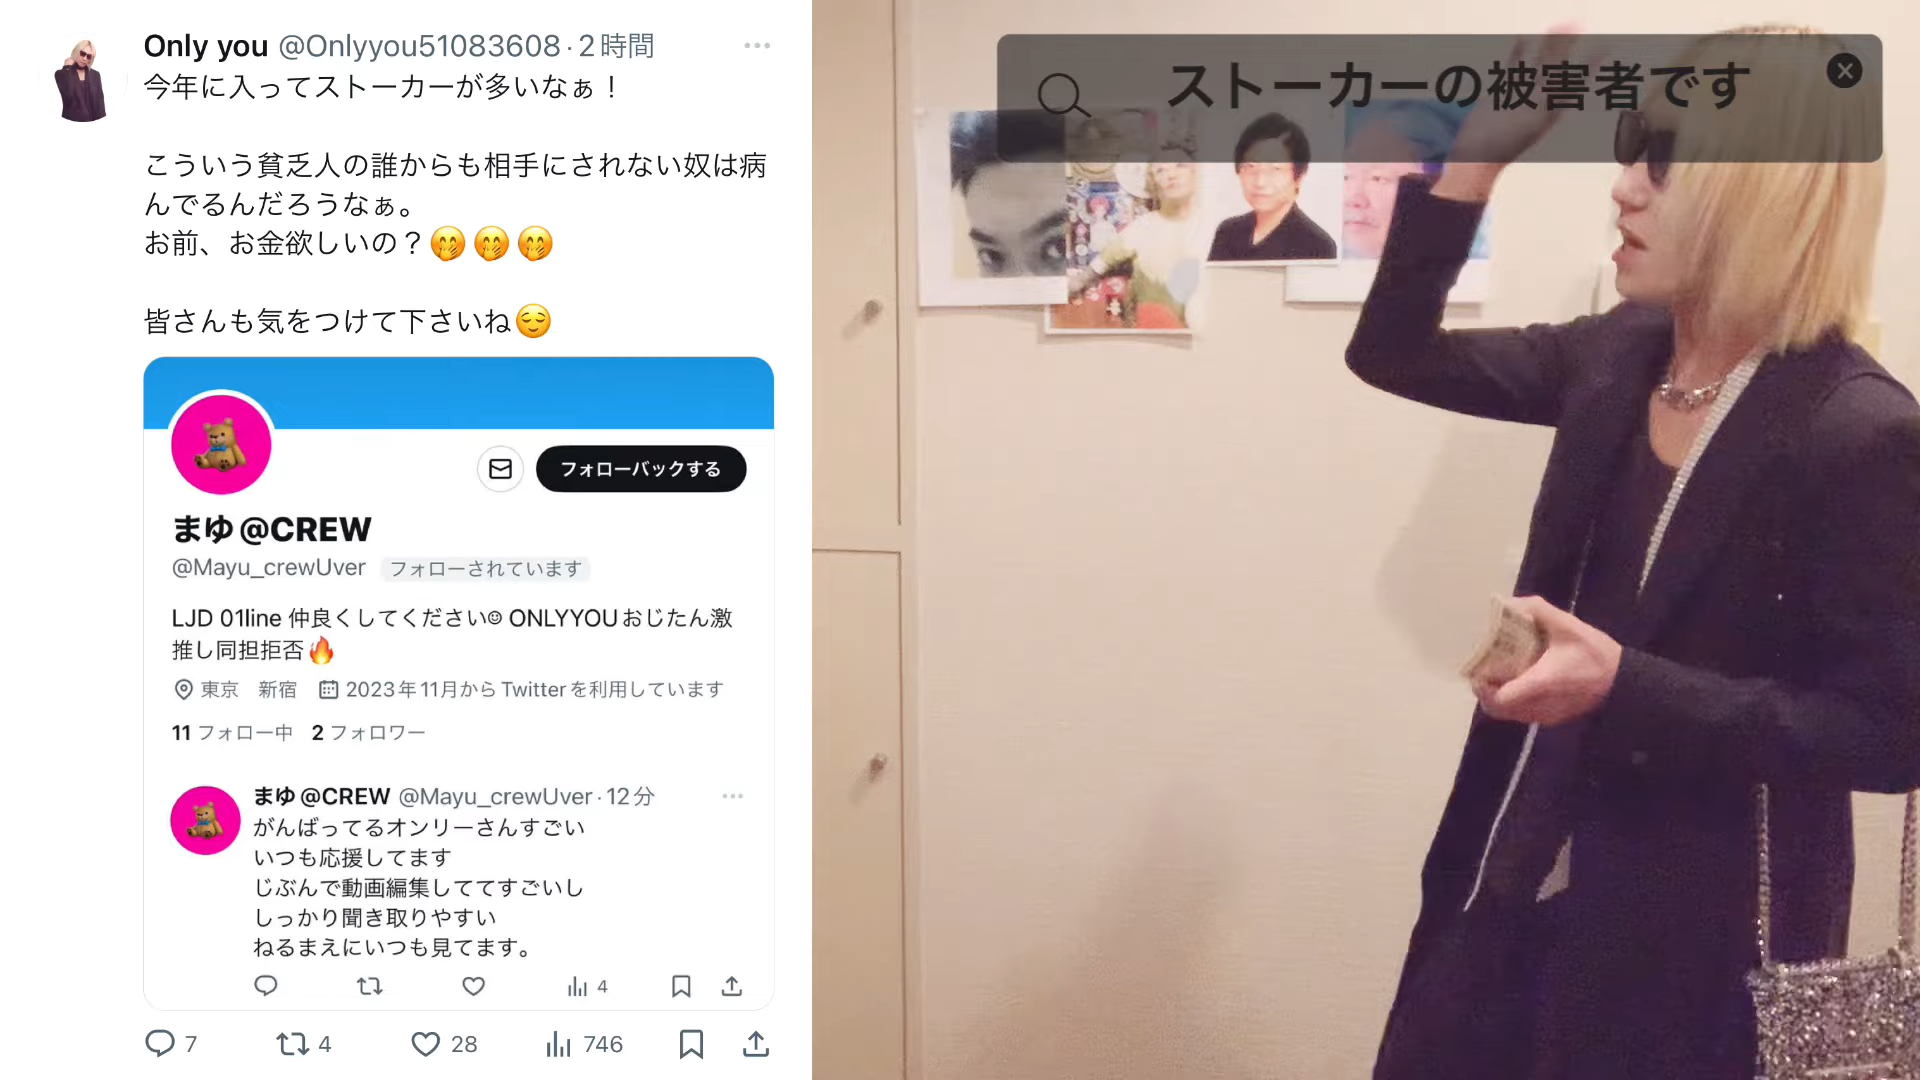 Only you @Onlyyou51083608·2時間
今年に入ってストーカーが多いなぁ！
こういう貧乏人の誰からも相手にされない奴は病
んでるんだろうなぁ。
お前、お金欲しいの？🤭🤭🤭
皆さんも気をつけて下さいね😌
フォローバックする
まゆ@CREW
@Mayu_crewUver フォローされています
LJD 01line 仲良くしてください☺ ONLYYOUおじたん激
推し同担拒否🔥
東京 新宿 2023年11月からTwitterを利用しています
11 フォロー中 2 フォロワー
まゆ@CREW @Mayu_crewUver·12分
がんばってるオンリーさんすごい
いつも応援してます
じぶんで動画編集しててすごいし
しっかり聞き取りやすい
ねるまえにいつも見てます。
4
7 4 28 746
ストーカーの被害者です